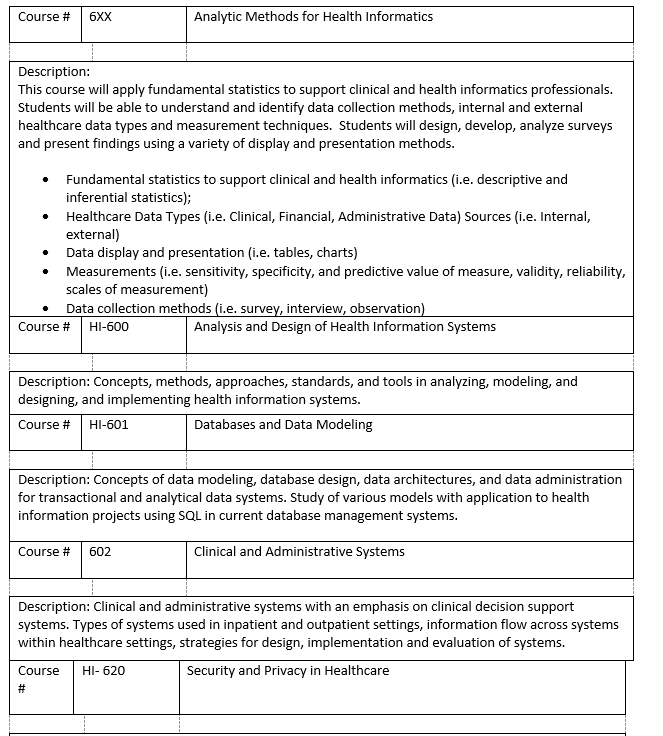 Course # 6XX Analytic Methods for Health Informatics
Description:
This course will apply fundamental statistics to support clinical and health informatics professionals.
Students will be able to understand and identify data collection methods, internal and external
healthcare data types and measurement techniques.  Students will design, develop, analyze surveys
and present findings using a variety of display and presentation methods.
• Fundamental statistics to support clinical and health informatics (i.e. descriptive and
inferential statistics);
• Healthcare Data Types (i.e. Clinical, Financial, Administrative Data) Sources (i.e. Internal,
external)
• Data display and presentation (i.e. tables, charts)
• Measurements (i.e. sensitivity, specificity, and predictive value of measure, validity, reliability,
scales of measurement)
• Data collection methods (i.e. survey, interview, observation)
Course # HI-600 Analysis and Design of Health Information Systems
Description: Concepts, methods, approaches, standards, and tools in analyzing, modeling, and
designing, and implementing health information systems.
Course # HI-601 Databases and Data Modeling
Description: Concepts of data modeling, database design, data architectures, and data administration
for transactional and analytical data systems. Study of various models with application to health
information projects using SQL in current database management systems.
Course # 602 Clinical and Administrative Systems
Description: Clinical and administrative systems with an emphasis on clinical decision support
systems. Types of systems used in inpatient and outpatient settings, information flow across systems
within healthcare settings, strategies for design, implementation and evaluation of systems.
Course HI- 620 Security and Privacy in Healthcare
#